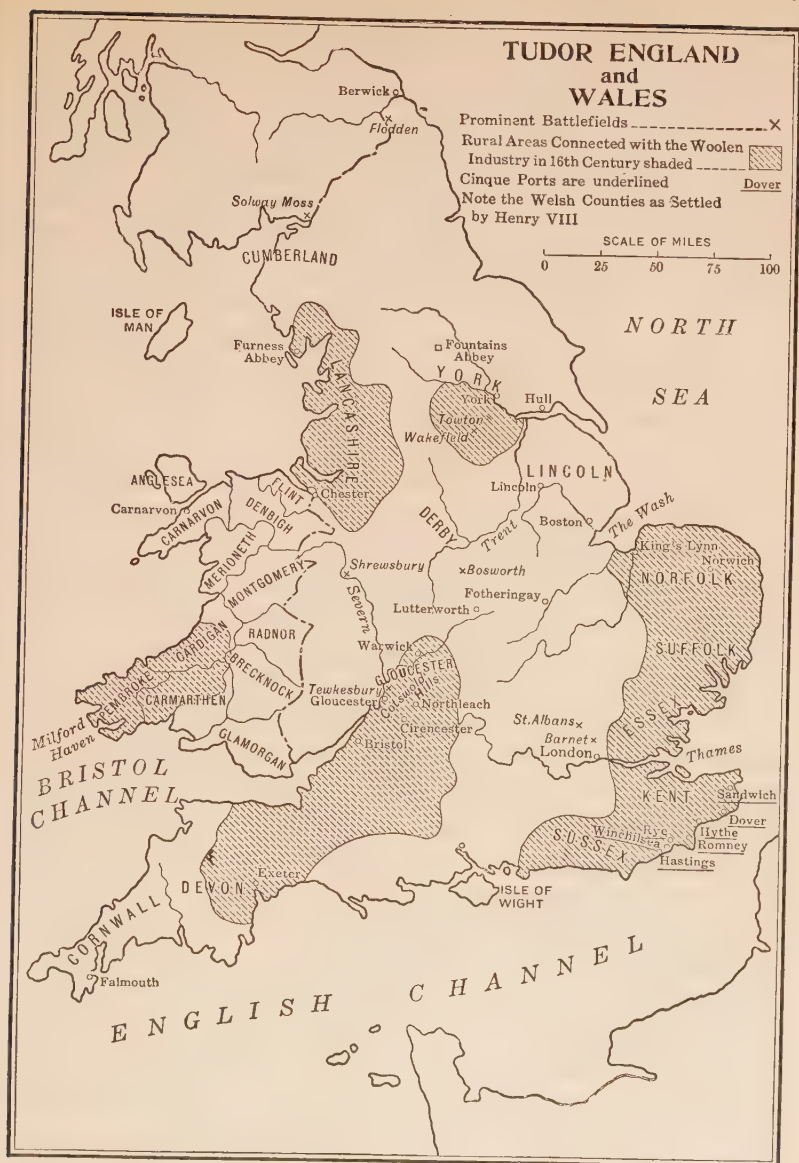 TUDOR ENGLAND
and
WALES
Prominent Battlefields
Rural Areas Connected with the Woolen
Industry in 16th Century shaded
Cinque Ports are underlined Dover
Note the Welsh Counties as Settled
by Henry VIII
SCALE OF MILES
0 25 50 75 100
Berwick
Flodden
Solway Moss
CUMBERLAND
ISLE OF
MAN
NORTH
SEA
Furness
Abbey
Fountains
Abbey
YORK
York
Hull
LANCASHIRE
Towton
Wakefield
LINCOLN
Lincoln
ANGLESEA
FLINT
Chester
Carnarvon
CARNARVON
DENBIGH
DERBY
Trent
Boston
The Wash
MERIONETH
King's Lynn
Norwich
NORFOLK
MONTGOMERY
Shrewsbury
Bosworth
Severn
Fotheringay
Lutterworth
CARDIGAN
RADNOR
Warwick
SUFFOLK
PEMBROKE
BRECKNOCK
GLOUCESTER
CARMARTHEN
Tewkesbury
Gloucester
Cotswold
Hills
Northleach
Cirencester
ESSEX
St.Albans
Barnet
London
Milford
Haven
GLAMORGAN
Bristol
Thames
BRISTOL
CHANNEL
KENT
Sandwich
Dover
SUSSEX
Rye
Winchilsea
Hythe
Romney
Hastings
Exeter
DEVON
ISLE OF
WIGHT
CORNWALL
Falmouth
ENGLISH CHANNEL